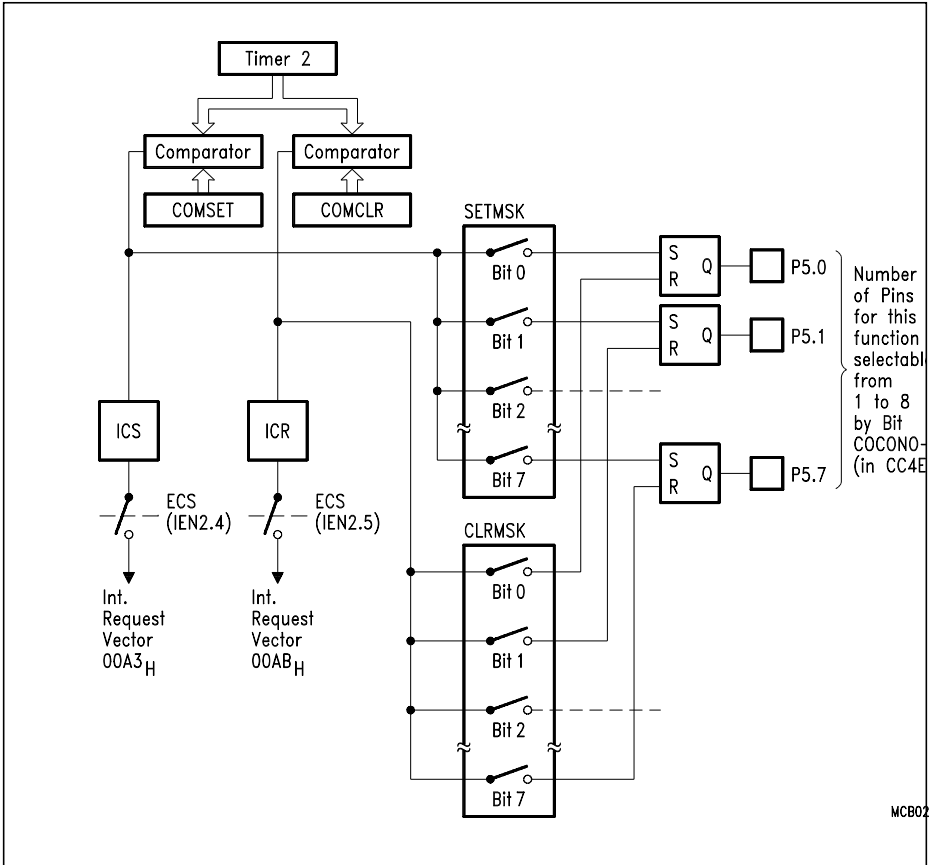 Timer 2
Comparator
Comparator
COMSET
COMCLR
SETMSK
Bit 0
Bit 1
Bit 2
Bit 7
S
R
Q
P5.0
S
R
Q
P5.1
S
R
Q
P5.7
Number
of Pins
for this
function
selectabl
from
1 to 8
by Bit
COCONO-
(in CC4E
ICS
ICR
ECS
(IEN2.4)
ECS
(IEN2.5)
Int.
Request
Vector
00A3H
Int.
Request
Vector
00ABH
CLRMSK
Bit 0
Bit 1
Bit 2
Bit 7
MCB02